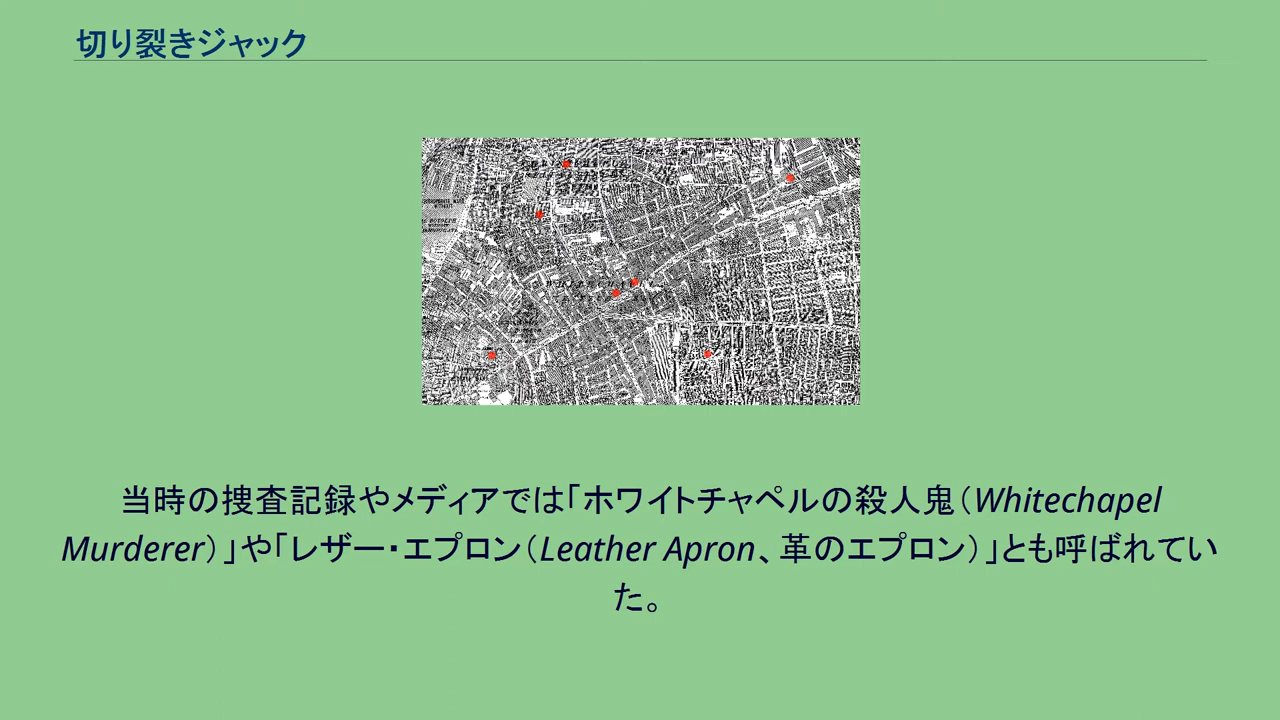 切り裂きジャック
当時の捜査記録やメディアでは「ホワイトチャペルの殺人鬼（Whitechapel
Murderer）」や「レザー・エプロン（Leather Apron、革のエプロン）」とも呼ばれてい
た。